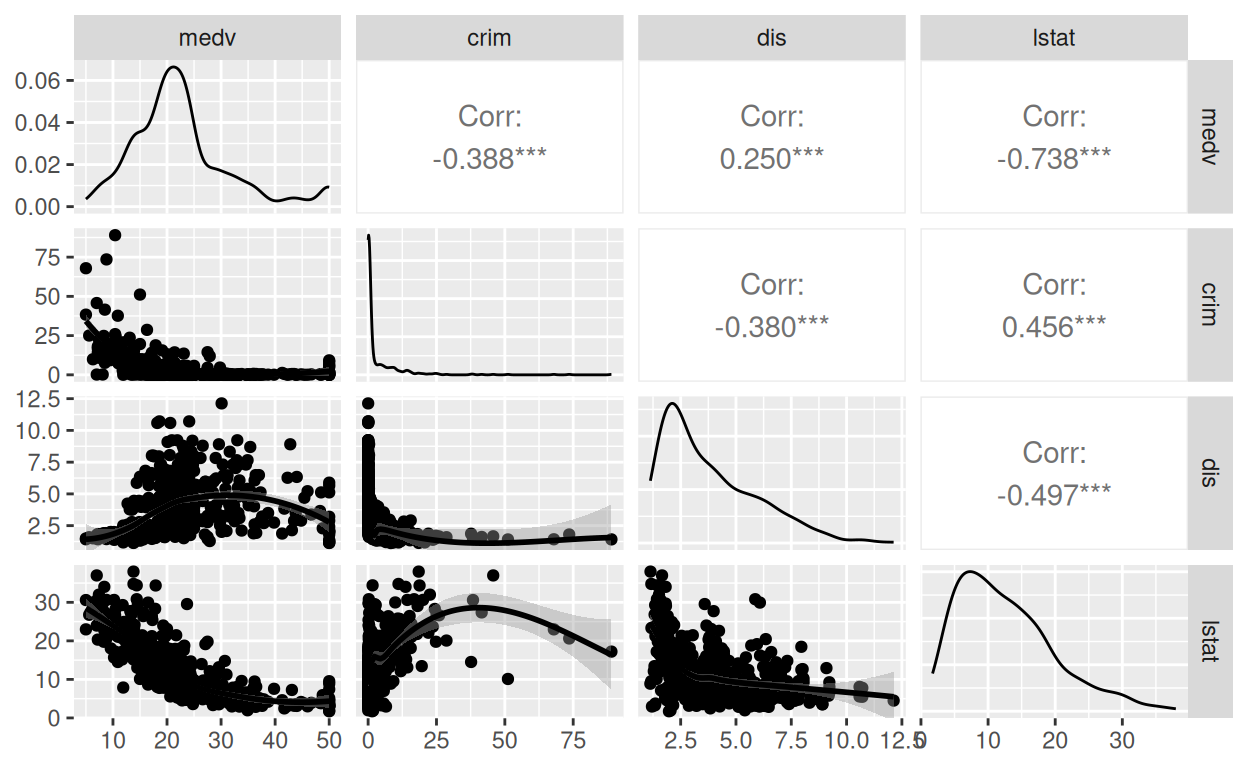 medv crim dis lstat
0.06
0.04
0.02
0.00
Corr:
-0.388***
Corr:
0.250***
Corr:
-0.738***
medv
75
50
25
0
Corr:
-0.380***
Corr:
0.456***
crim
12.5
10.0
7.5
5.0
2.5
Corr:
-0.497***
dis
30
20
10
0
lstat
10 20 30 40 50 0 25 50 75 2.5 5.0 7.5 10.0 12.5 0 10 20 30